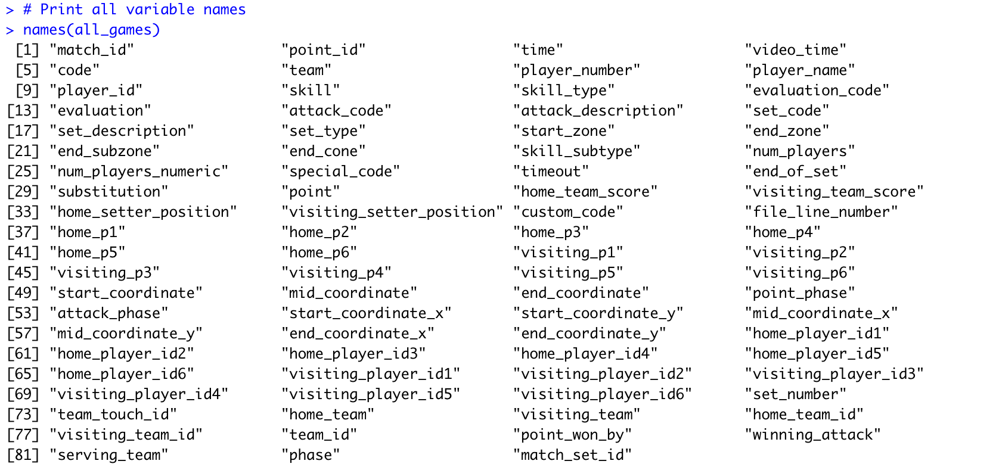 > # Print all variable names
> names(all_games)
 [1] "match_id"                "point_id"                "time"                    "video_time"
 [5] "code"                    "team"                    "player_number"           "player_name"
 [9] "player_id"               "skill"                   "skill_type"              "evaluation_code"
[13] "evaluation"              "attack_code"             "attack_description"      "set_code"
[17] "set_description"         "set_type"                "start_zone"              "end_zone"
[21] "end_subzone"             "end_cone"                "skill_subtype"           "num_players"
[25] "num_players_numeric"     "special_code"            "timeout"                 "end_of_set"
[29] "substitution"            "point"                   "home_team_score"         "visiting_team_score"
[33] "home_setter_position"    "visiting_setter_position" "custom_code"             "file_line_number"
[37] "home_p1"                 "home_p2"                 "home_p3"                 "home_p4"
[41] "home_p5"                 "home_p6"                 "visiting_p1"             "visiting_p2"
[45] "visiting_p3"             "visiting_p4"             "visiting_p5"             "visiting_p6"
[49] "start_coordinate"        "mid_coordinate"          "end_coordinate"          "point_phase"
[53] "attack_phase"            "start_coordinate_x"      "start_coordinate_y"      "mid_coordinate_x"
[57] "mid_coordinate_y"        "end_coordinate_x"        "end_coordinate_y"        "home_player_id1"
[61] "home_player_id2"         "home_player_id3"         "home_player_id4"         "home_player_id5"
[65] "home_player_id6"         "visiting_player_id1"     "visiting_player_id2"     "visiting_player_id3"
[69] "visiting_player_id4"     "visiting_player_id5"     "visiting_player_id6"     "set_number"
[73] "team_touch_id"           "home_team"               "visiting_team"           "home_team_id"
[77] "visiting_team_id"        "team_id"                 "point_won_by"            "winning_attack"
[81] "serving_team"            "phase"                   "match_set_id"